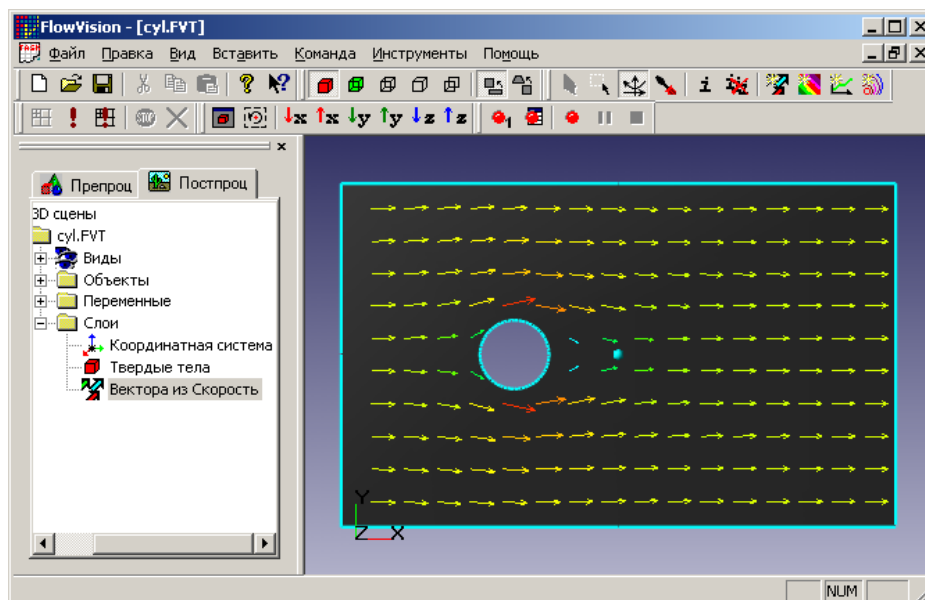 FlowVision - [cyl.FVT]
Файл Правка Вид Вставить Команда Инструменты Помощь
↓x ↑x ↓y ↑y ↓z ↑z
Препроц Постпроц
3D сцены
cyl.FVT
Виды
Объекты
Переменные
Слои
Координатная система
Твердые тела
Вектора из Скорость
Y
Z X
NUM